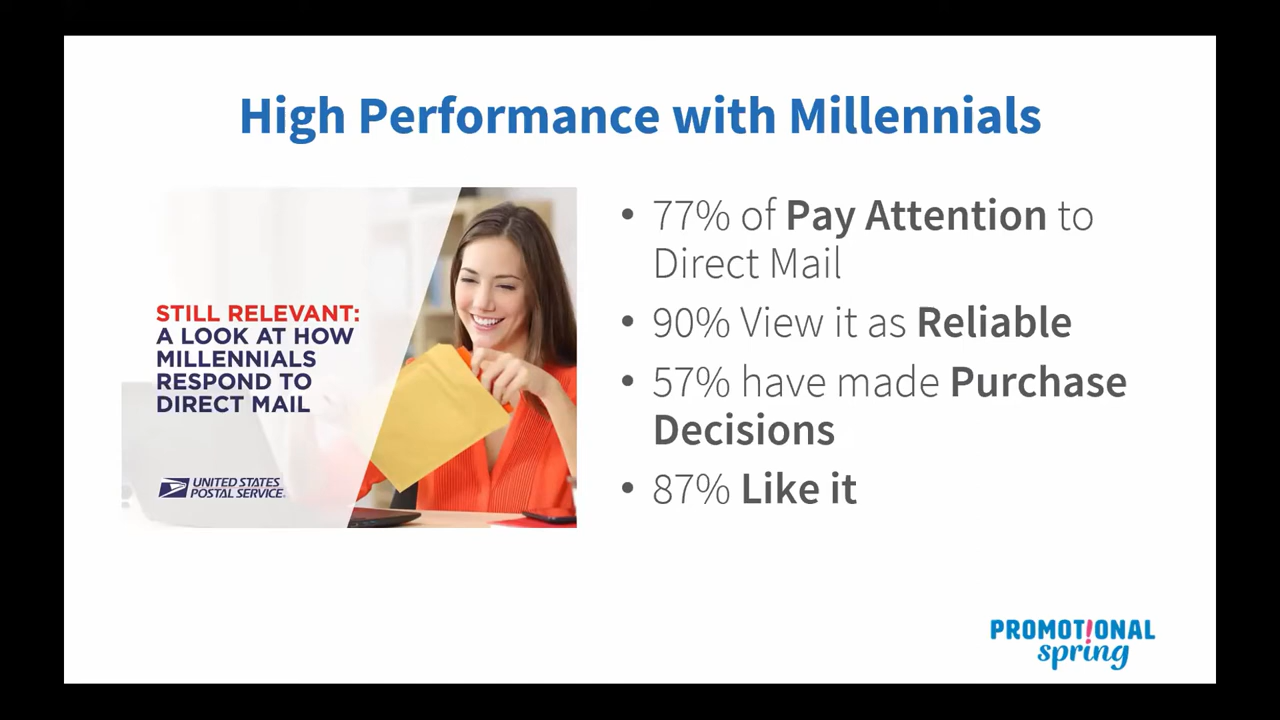 High Performance with Millennials
STILL RELEVANT:
A LOOK AT HOW
MILLENNIALS
RESPOND TO
DIRECT MAIL
UNITED STATES
POSTAL SERVICE®
• 77% of Pay Attention to
Direct Mail
• 90% View it as Reliable
• 57% have made Purchase
Decisions
• 87% Like it
PROMOT!ONAL
spring